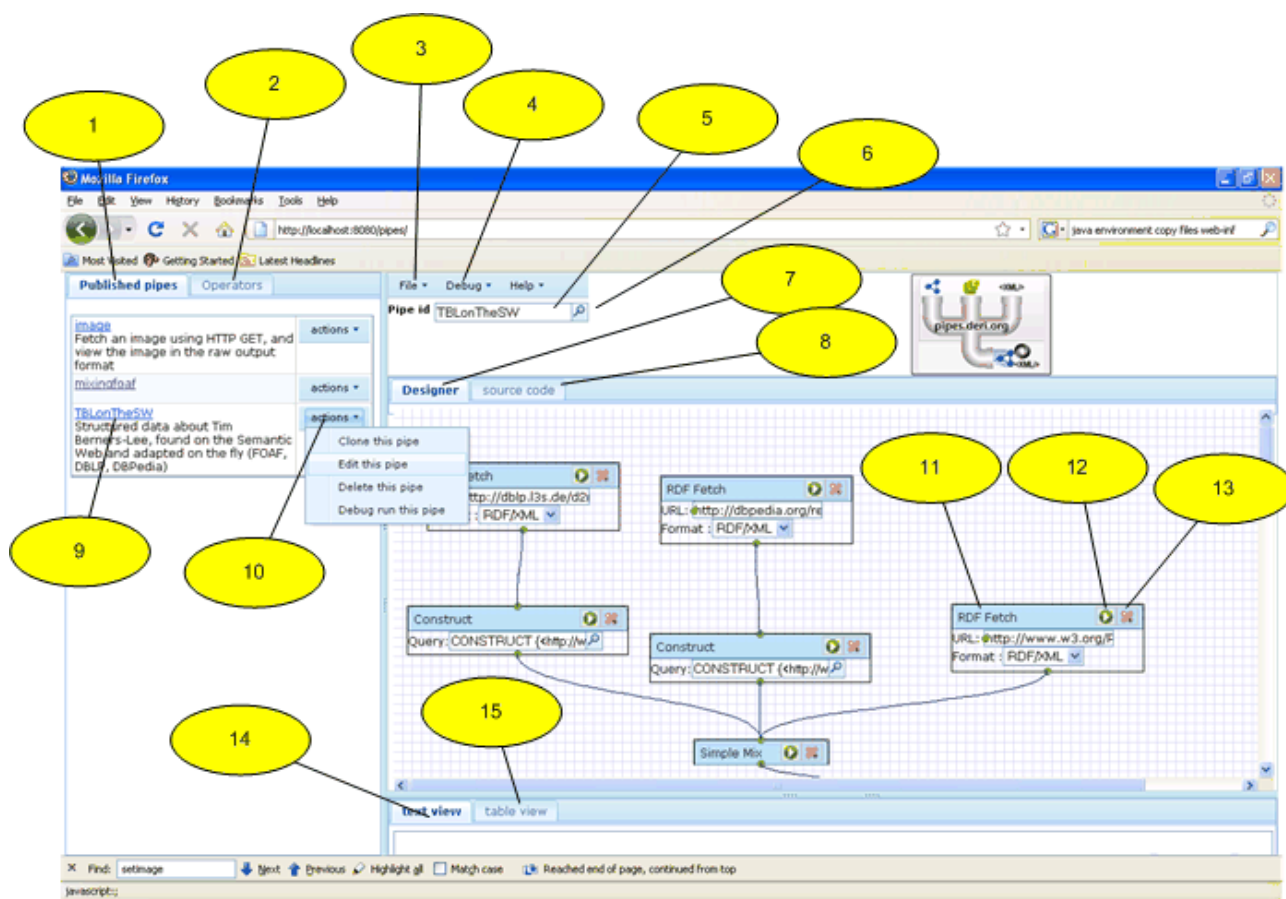 3
2
4
1
5
6
Mozilla Firefox
File Edit View History Bookmarks Tools Help
http://localhost:8080/pipes/
java environment copy files web-inf
Most Visited Getting Started Latest Headlines
Published pipes Operators
File Debug Help
7
Pipe id TBLonTheSW
<XML>
pipes.deri.org
<XML>
8
image
Fetch an image using HTTP GET, and
view the image in the raw output
format
actions
mixingfoaf
actions
Designer source code
TBLonTheSW
Structured data about Tim
Berners-Lee, found on the Semantic
Web and adapted on the fly (FOAF,
DBLP, DBPedia)
actions
Clone this pipe
Edit this pipe
Delete this pipe
Debug run this pipe
11
12
13
9
10
http://dblp.l3s.de/d2
RDF/XML
RDF Fetch
URL: http://dbpedia.org/re
Format : RDF/XML
Construct
Query: CONSTRUCT {<http://w
Construct
Query: CONSTRUCT {<http://w
RDF Fetch
URL: http://www.w3.org/F
Format : RDF/XML
14
15
Simple Mix
text view table view
Find: setimage Next Previous Highlight all Match case Reached end of page, continued from top
javascript:;